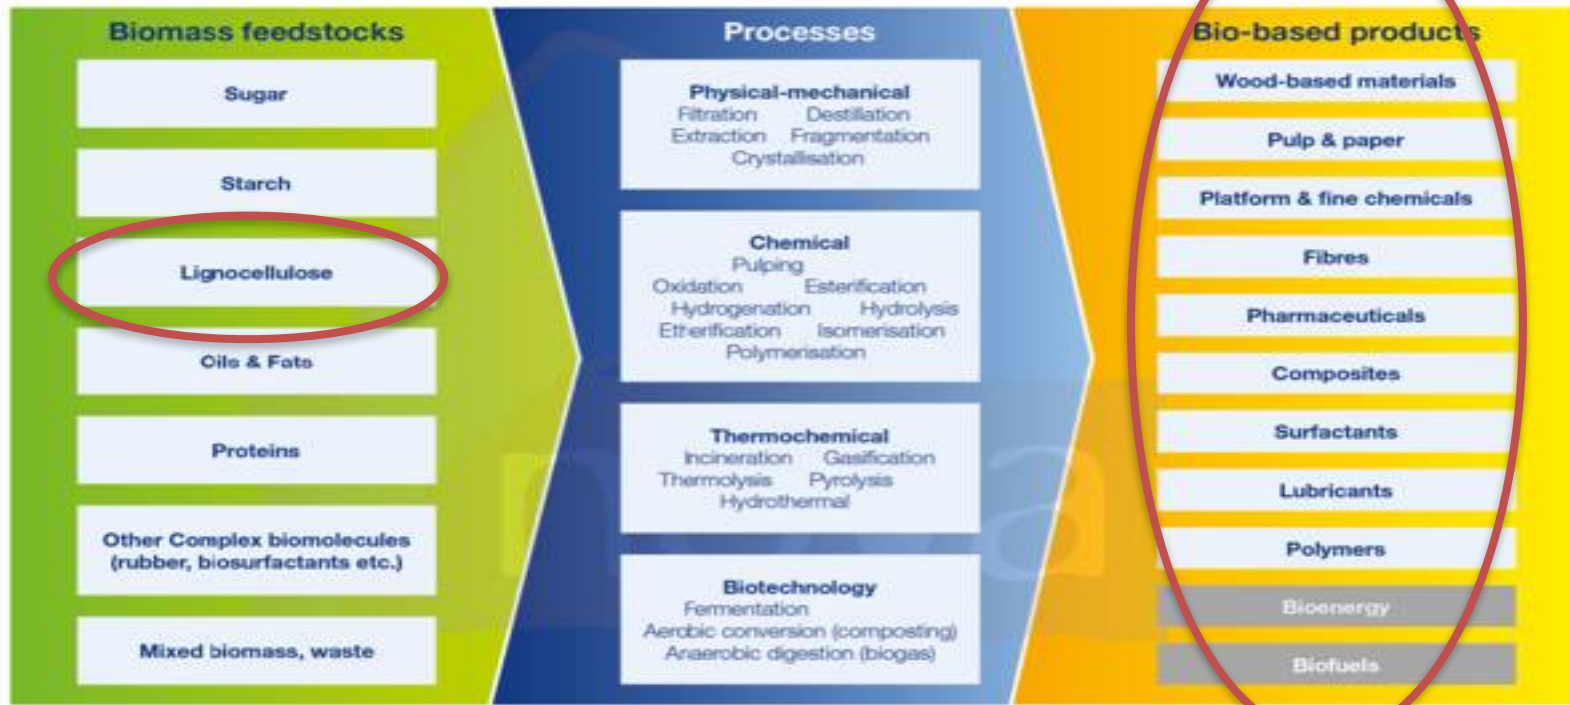 Biomass feedstocks
Sugar
Starch
Lignocellulose
Oils & Fats
Proteins
Other Complex biomolecules
(rubber, biosurfactants etc.)
Mixed biomass, waste
Processes
Physical-mechanical
Filtration Destillation
Extraction Fragmentation
Crystallisation
Chemical
Pulping
Oxidation Esterification
Hydrogenation Hydrolysis
Etherification Isomerisation
Polymerisation
Thermochemical
Incineration Gasification
Thermolysis Pyrolysis
Hydrothermal
Biotechnology
Fermentation
Aerobic conversion (composting)
Anaerobic digestion (biogas)
Bio-based products
Wood-based materials
Pulp & paper
Platform & fine chemicals
Fibres
Pharmaceuticals
Composites
Surfactants
Lubricants
Polymers
Bioenergy
Biofuels